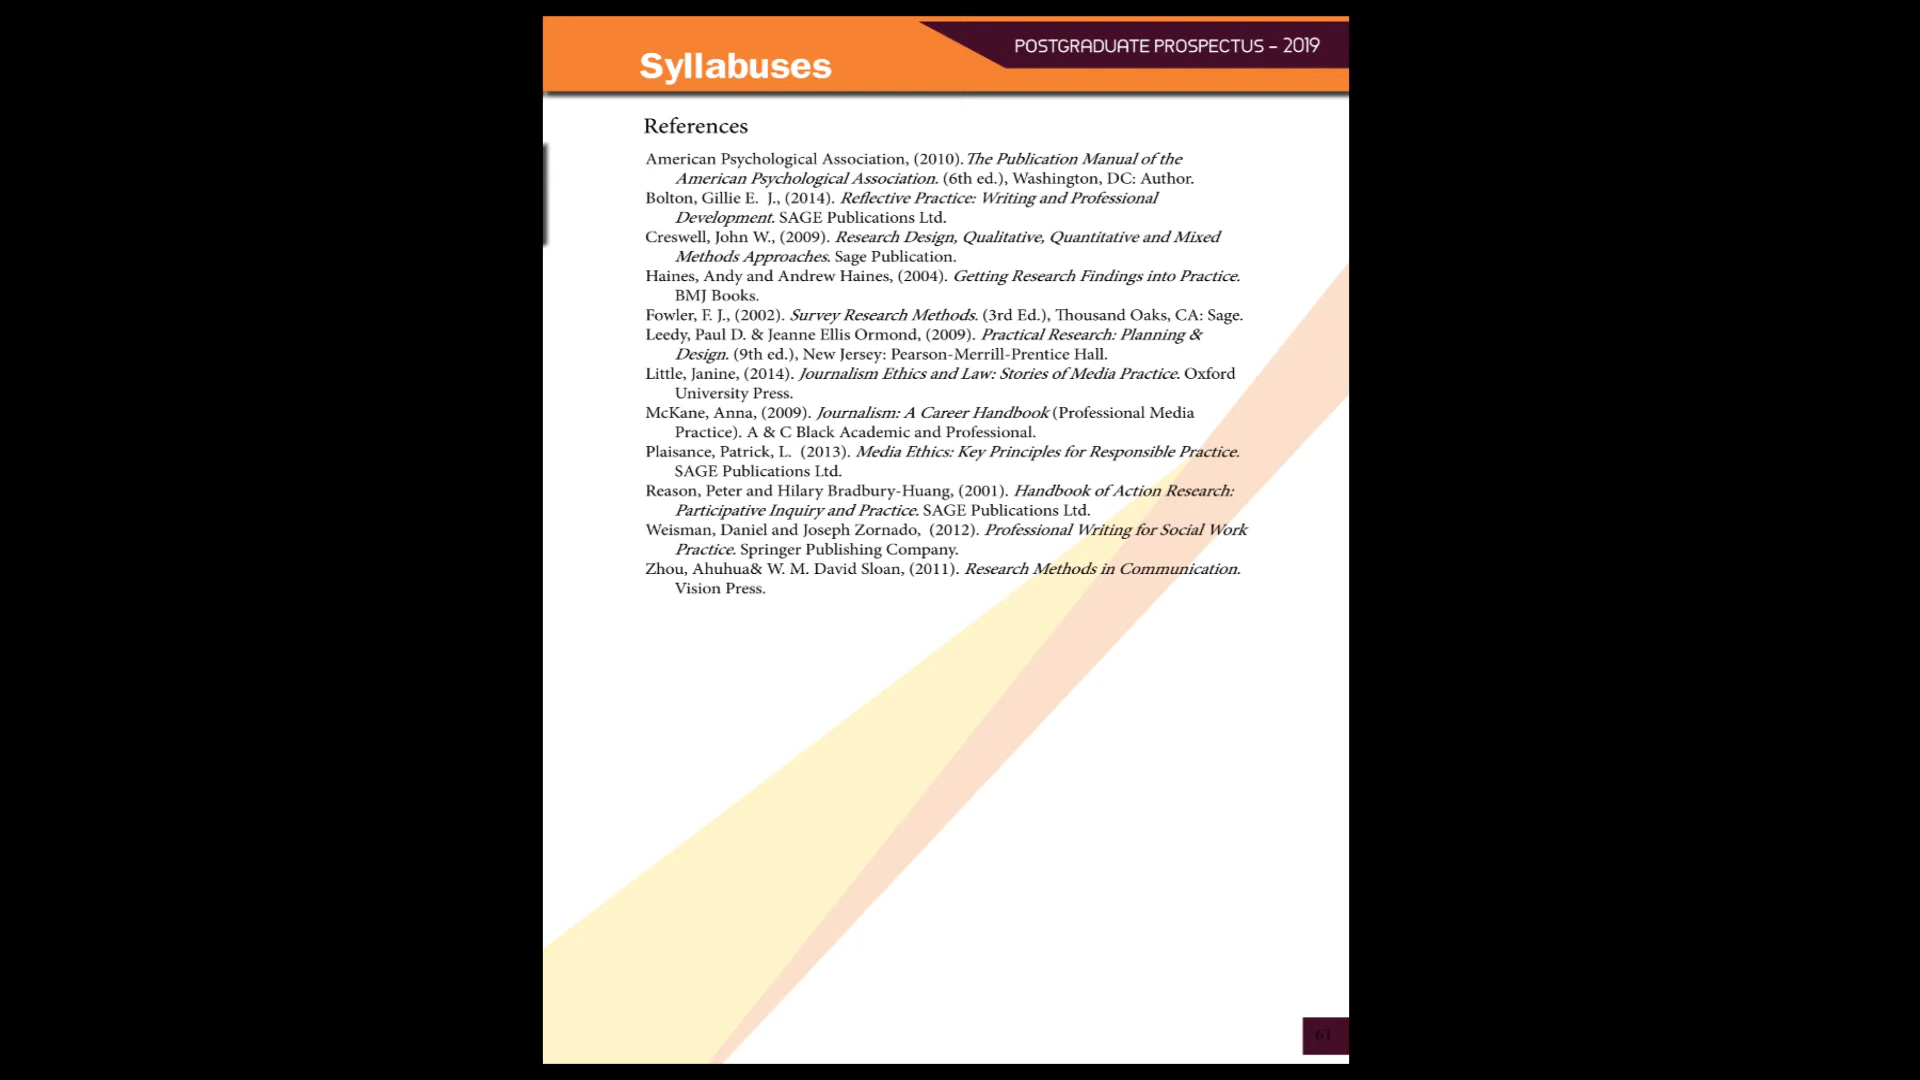 POSTGRADUATE PROSPECTUS – 2019
Syllabuses
References
American Psychological Association, (2010). The Publication Manual of the
American Psychological Association. (6th ed.), Washington, DC: Author.
Bolton, Gillie E. J., (2014). Reflective Practice: Writing and Professional
Development. SAGE Publications Ltd.
Creswell, John W., (2009). Research Design, Qualitative, Quantitative and Mixed
Methods Approaches. Sage Publication.
Haines, Andy and Andrew Haines, (2004). Getting Research Findings into Practice.
BMJ Books.
Fowler, F. J., (2002). Survey Research Methods. (3rd Ed.), Thousand Oaks, CA: Sage.
Leedy, Paul D. & Jeanne Ellis Ormond, (2009). Practical Research: Planning &
Design. (9th ed.), New Jersey: Pearson-Merrill-Prentice Hall.
Little, Janine, (2014). Journalism Ethics and Law: Stories of Media Practice. Oxford
University Press.
McKane, Anna, (2009). Journalism: A Career Handbook (Professional Media
Practice). A & C Black Academic and Professional.
Plaisance, Patrick, L. (2013). Media Ethics: Key Principles for Responsible Practice.
SAGE Publications Ltd.
Reason, Peter and Hilary Bradbury-Huang, (2001). Handbook of Action Research:
Participative Inquiry and Practice. SAGE Publications Ltd.
Weisman, Daniel and Joseph Zornado, (2012). Professional Writing for Social Work
Practice. Springer Publishing Company.
Zhou, Ahuhua& W. M. David Sloan, (2011). Research Methods in Communication.
Vision Press.
61